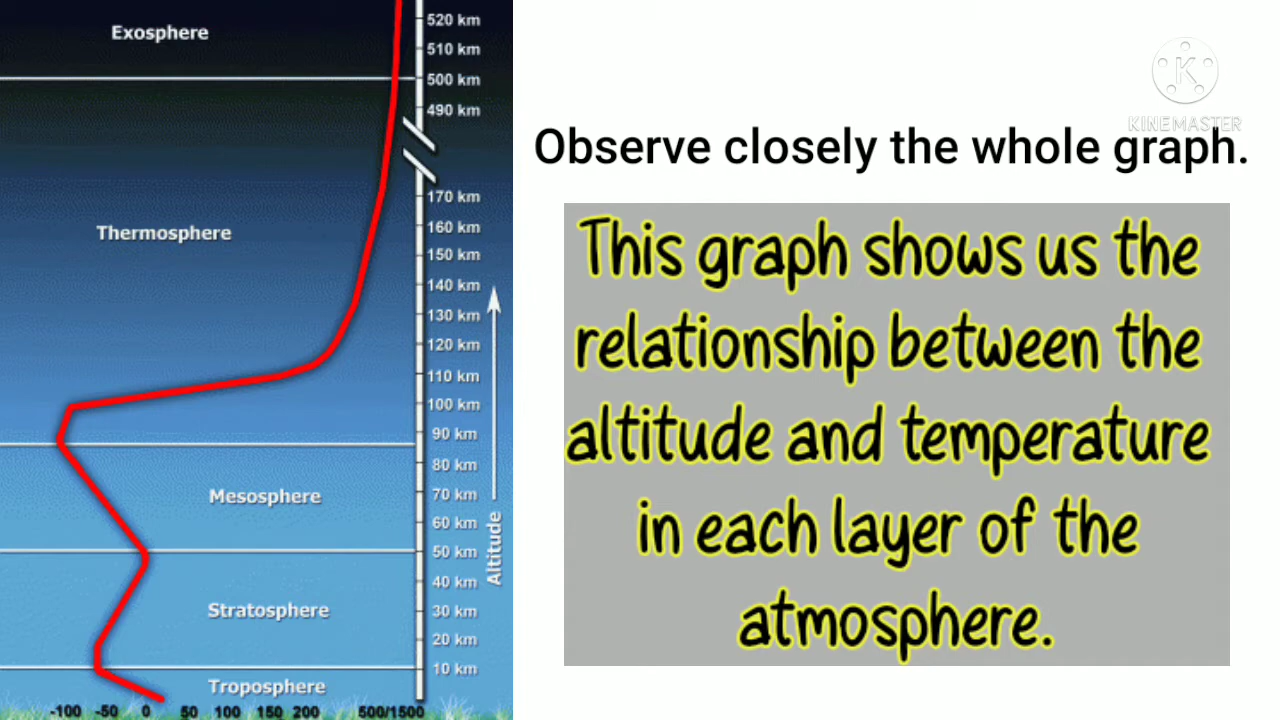 Exosphere
520 km
510 km
500 km
490 km
Thermosphere
170 km
160 km
150 km
140 km
130 km
120 km
110 km
100 km
90 km
80 km
Mesosphere
70 km
60 km
50 km
40 km
Altitude
Stratosphere
30 km
20 km
10 km
Troposphere
-100 -50 0 50 100 150 200 500/1500
K
KINEMASTER
Observe closely the whole graph.
This graph shows us the
relationship between the
altitude and temperature
in each layer of the
atmosphere.